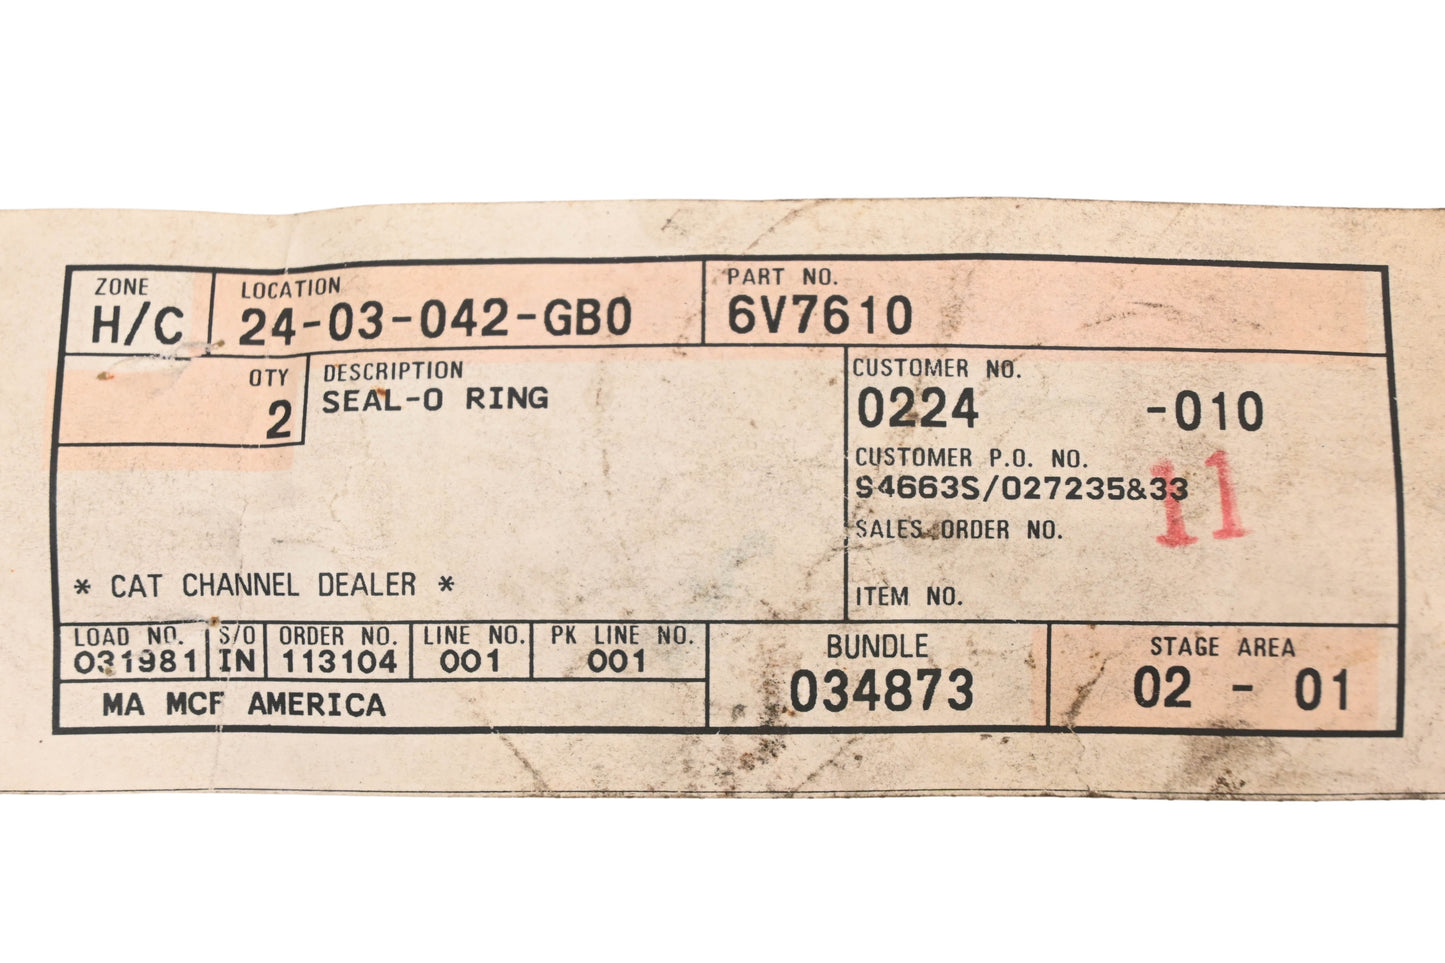 ZONE LOCATION PART NO.
H/C 24-03-042-GB0 6V7610
QTY DESCRIPTION CUSTOMER NO.
2 SEAL-O RING 0224 -010
CUSTOMER P.O. NO.
S4663S/027235&33
11
SALES ORDER NO.
* CAT CHANNEL DEALER *
ITEM NO.
LOAD NO. S/O ORDER NO. LINE NO. PK LINE NO. BUNDLE STAGE AREA
031981 IN 113104 001 001 034873 02 - 01
MA MCF AMERICA